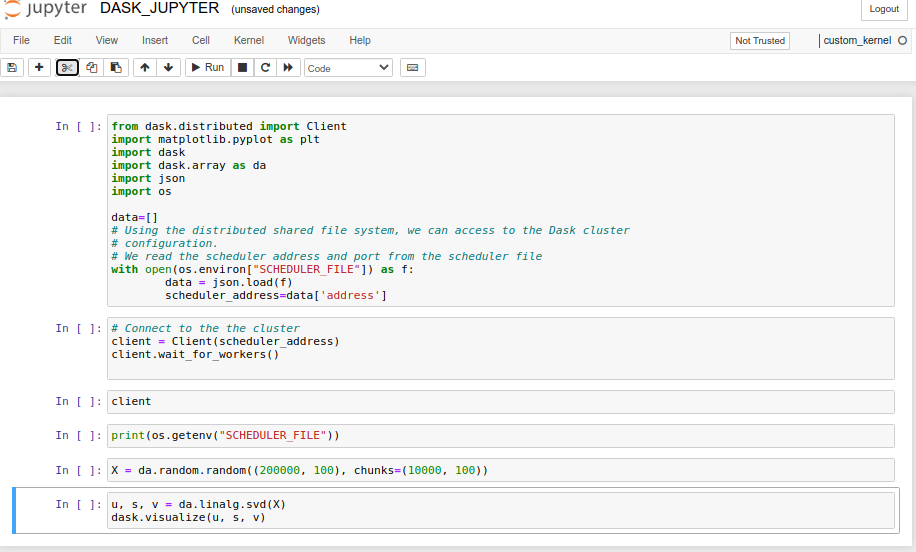 jupyter DASK_JUPYTER (unsaved changes) Logout
File Edit View Insert Cell Kernel Widgets Help Not Trusted custom_kernel
Run Code
In [ ]: from dask.distributed import Client
import matplotlib.pyplot as plt
import dask
import dask.array as da
import json
import os
data=[]
# Using the distributed shared file system, we can access to the Dask cluster
# configuration.
# We read the scheduler address and port from the scheduler file
with open(os.environ["SCHEDULER_FILE"]) as f:
        data = json.load(f)
        scheduler_address=data['address']
In [ ]: # Connect to the the cluster
client = Client(scheduler_address)
client.wait_for_workers()
In [ ]: client
In [ ]: print(os.getenv("SCHEDULER_FILE"))
In [ ]: X = da.random.random((200000, 100), chunks=(10000, 100))
In [ ]: u, s, v = da.linalg.svd(X)
dask.visualize(u, s, v)